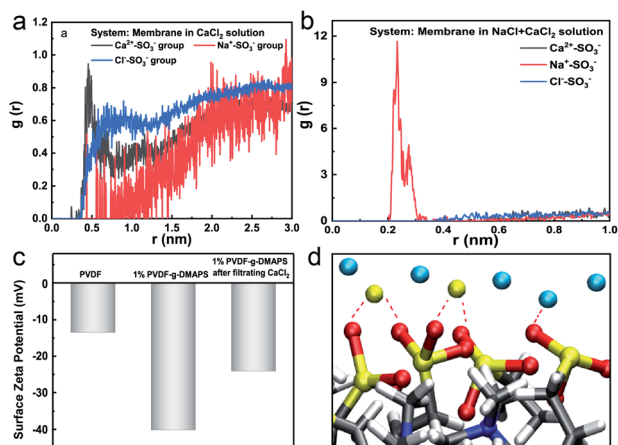 a
a
System: Membrane in CaCl₂ solution
Ca²⁺-SO₃⁻ group
Na⁺-SO₃⁻ group
Cl⁻-SO₃⁻ group
g (r)
1.2
1.0
0.8
0.6
0.4
0.2
0.0
0.0 0.5 1.0 1.5 2.0 2.5 3.0
r (nm)
b
System: Membrane in NaCl+CaCl₂ solution
Ca²⁺-SO₃⁻
Na⁺-SO₃⁻
Cl⁻-SO₃⁻
g (r)
12
9
6
3
0
0.0 0.2 0.4 0.6 0.8 1.0
r (nm)
c
PVDF
1% PVDF-g-DMAPS
1% PVDF-g-DMAPS
after filtrating CaCl₂
Surface Zeta Potential (mV)
0
-10
-20
-30
-40
d